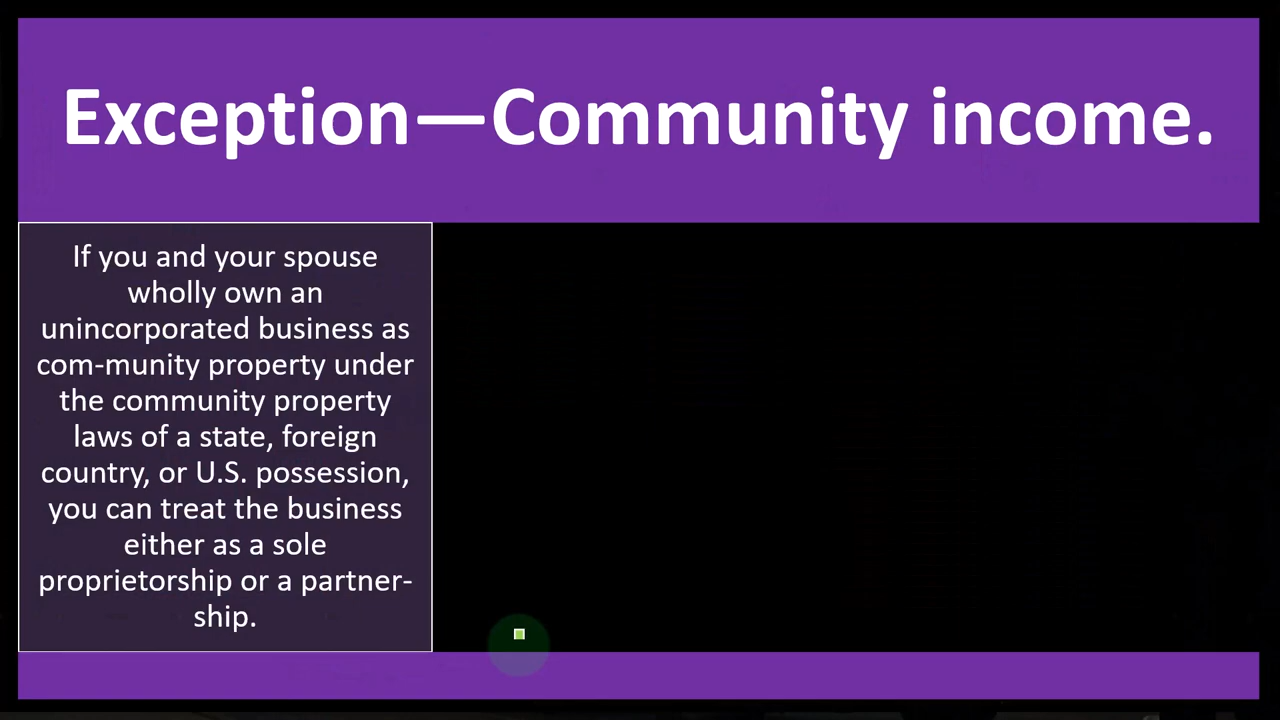 Exception—Community income.
If you and your spouse
wholly own an
unincorporated business as
com-munity property under
the community property
laws of a state, foreign
country, or U.S. possession,
you can treat the business
either as a sole
proprietorship or a partner-
ship.